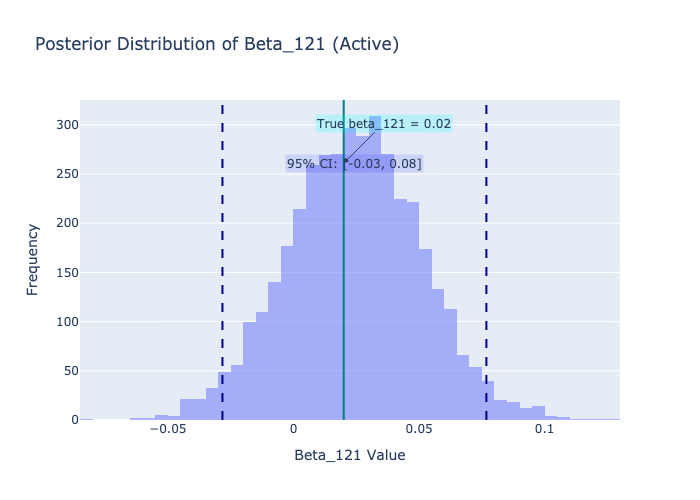 Posterior Distribution of Beta_121 (Active)
300
250
200
150
100
50
0
Frequency
True beta_121 = 0.02
95% CI: [-0.03, 0.08]
−0.05
0
0.05
0.1
Beta_121 Value